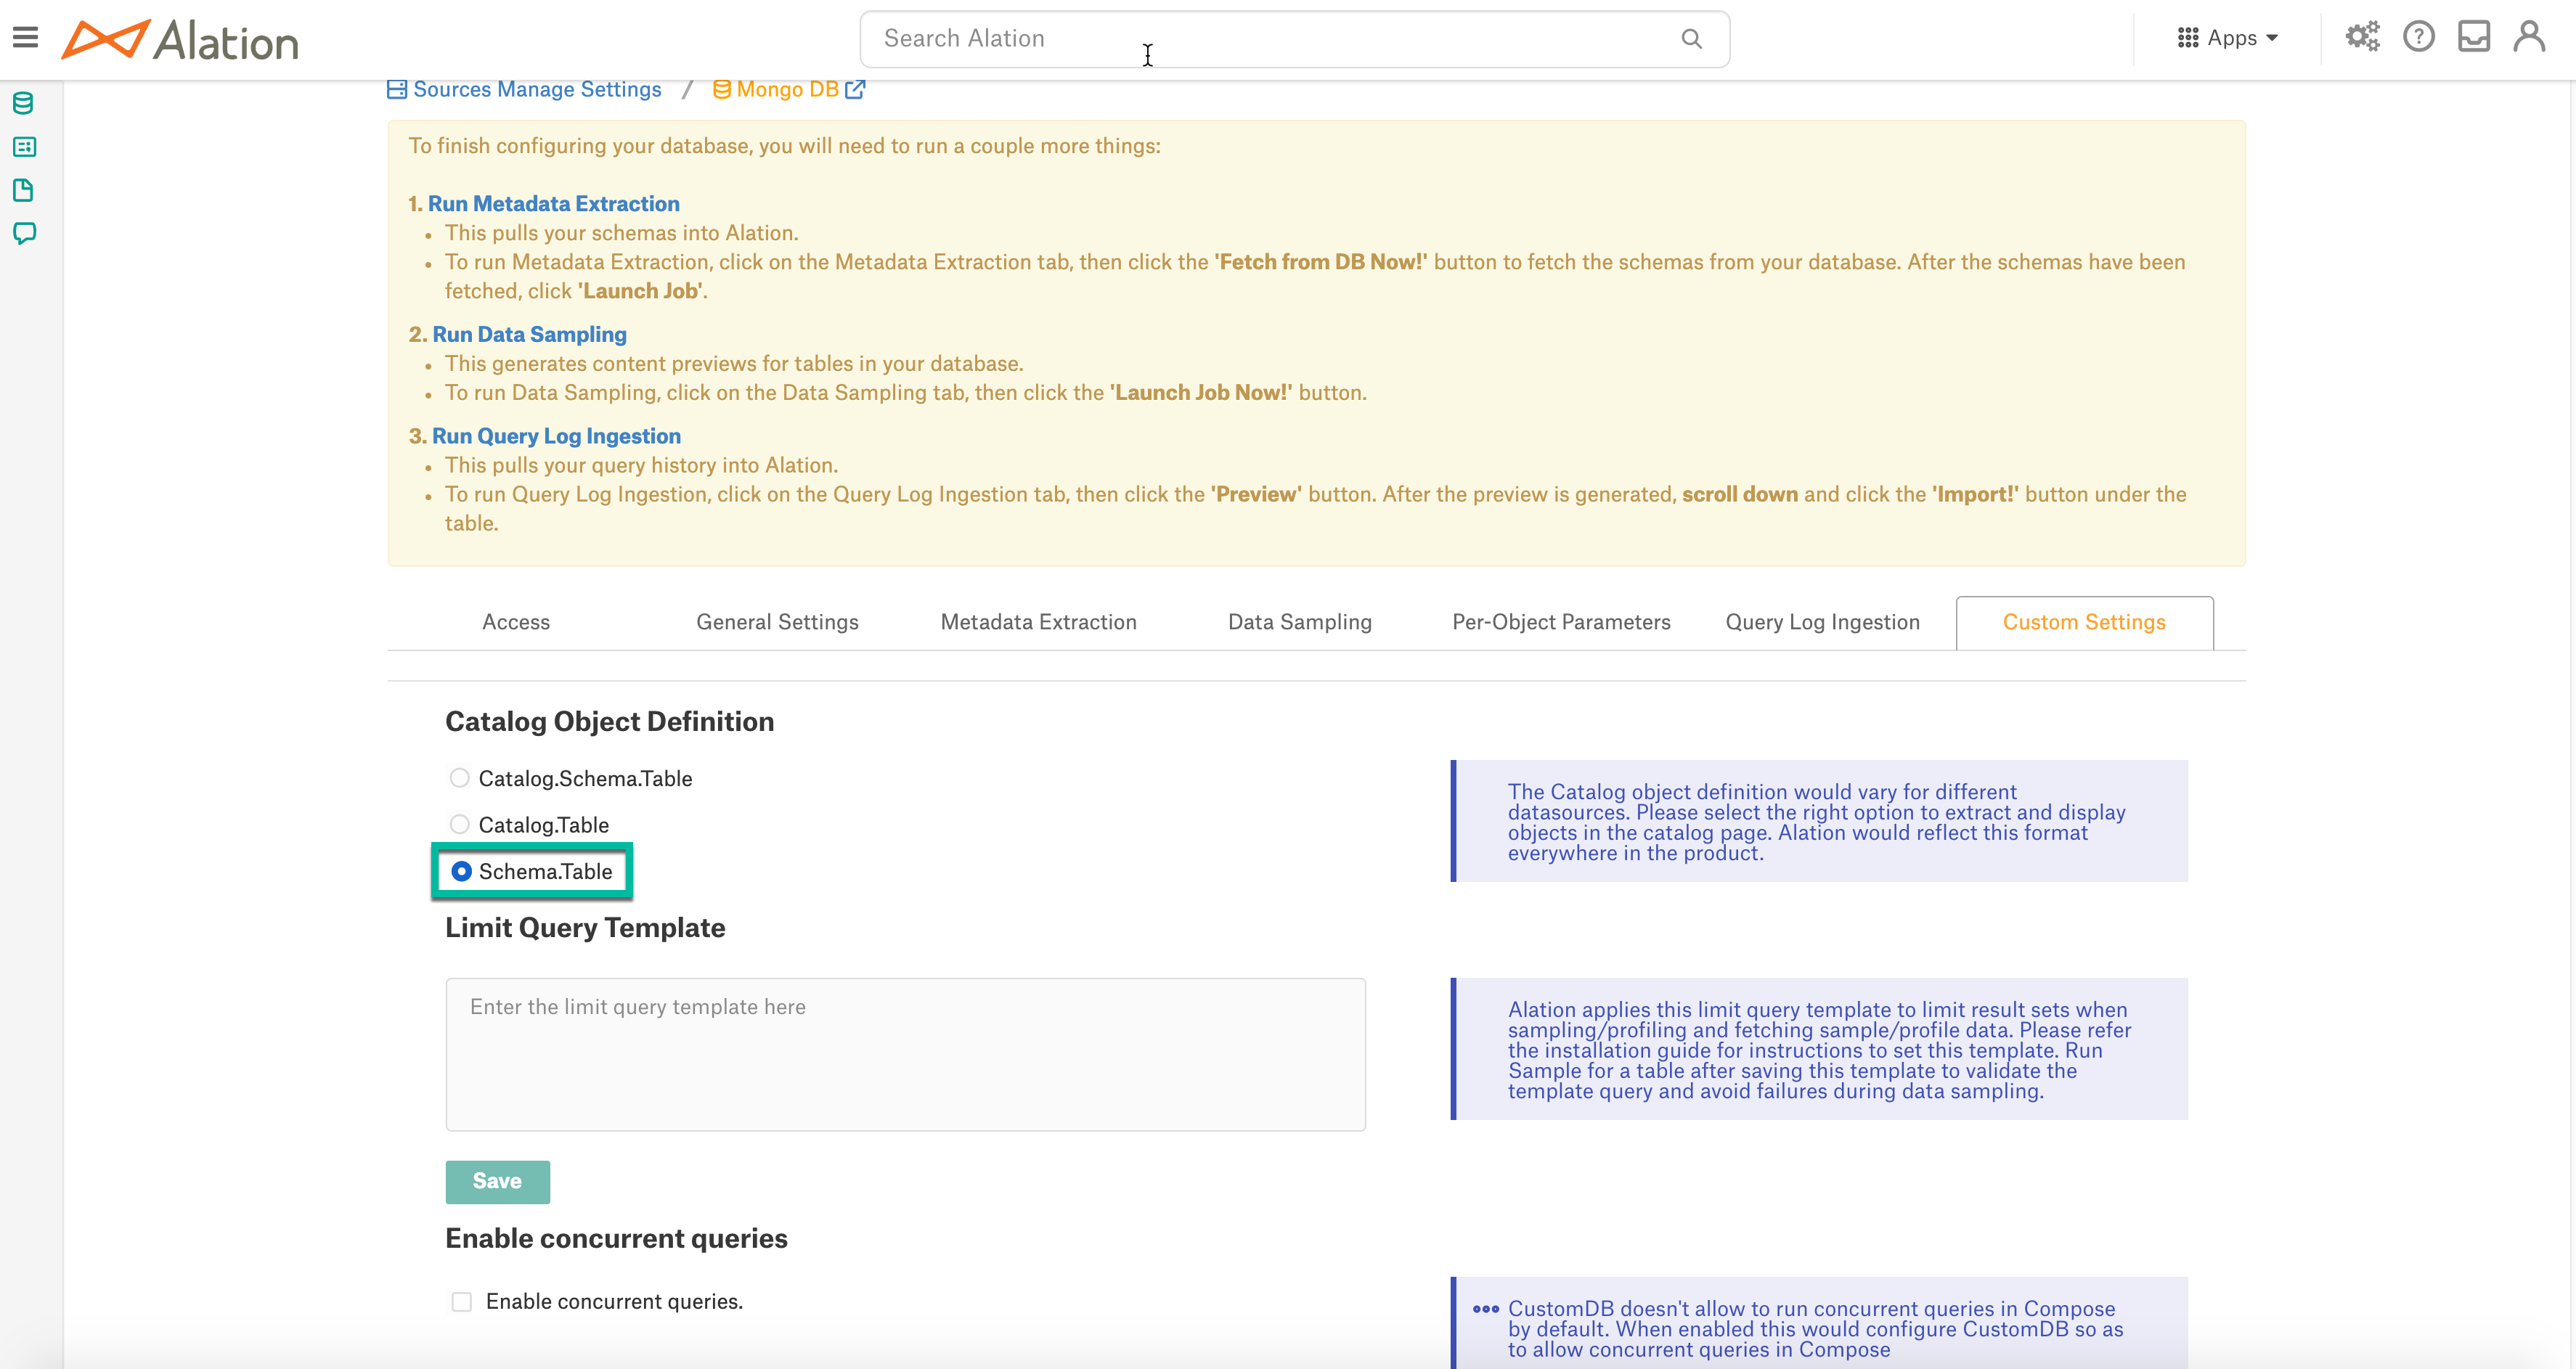 Alation
Search Alation
Apps
Sources Manage Settings / Mongo DB
To finish configuring your database, you will need to run a couple more things:
1. Run Metadata Extraction
• This pulls your schemas into Alation.
• To run Metadata Extraction, click on the Metadata Extraction tab, then click the 'Fetch from DB Now!' button to fetch the schemas from your database. After the schemas have been
fetched, click 'Launch Job'.
2. Run Data Sampling
• This generates content previews for tables in your database.
• To run Data Sampling, click on the Data Sampling tab, then click the 'Launch Job Now!' button.
3. Run Query Log Ingestion
• This pulls your query history into Alation.
• To run Query Log Ingestion, click on the Query Log Ingestion tab, then click the 'Preview' button. After the preview is generated, scroll down and click the 'Import!' button under the
table.
Access General Settings Metadata Extraction Data Sampling Per-Object Parameters Query Log Ingestion Custom Settings
Catalog Object Definition
Catalog.Schema.Table
Catalog.Table
Schema.Table
The Catalog object definition would vary for different
datasources. Please select the right option to extract and display
objects in the catalog page. Alation would reflect this format
everywhere in the product.
Limit Query Template
Enter the limit query template here
Alation applies this limit query template to limit result sets when
sampling/profiling and fetching sample/profile data. Please refer
the installation guide for instructions to set this template. Run
Sample for a table after saving this template to validate the
template query and avoid failures during data sampling.
Save
Enable concurrent queries
Enable concurrent queries.
CustomDB doesn't allow to run concurrent queries in Compose
by default. When enabled this would configure CustomDB so as
to allow concurrent queries in Compose